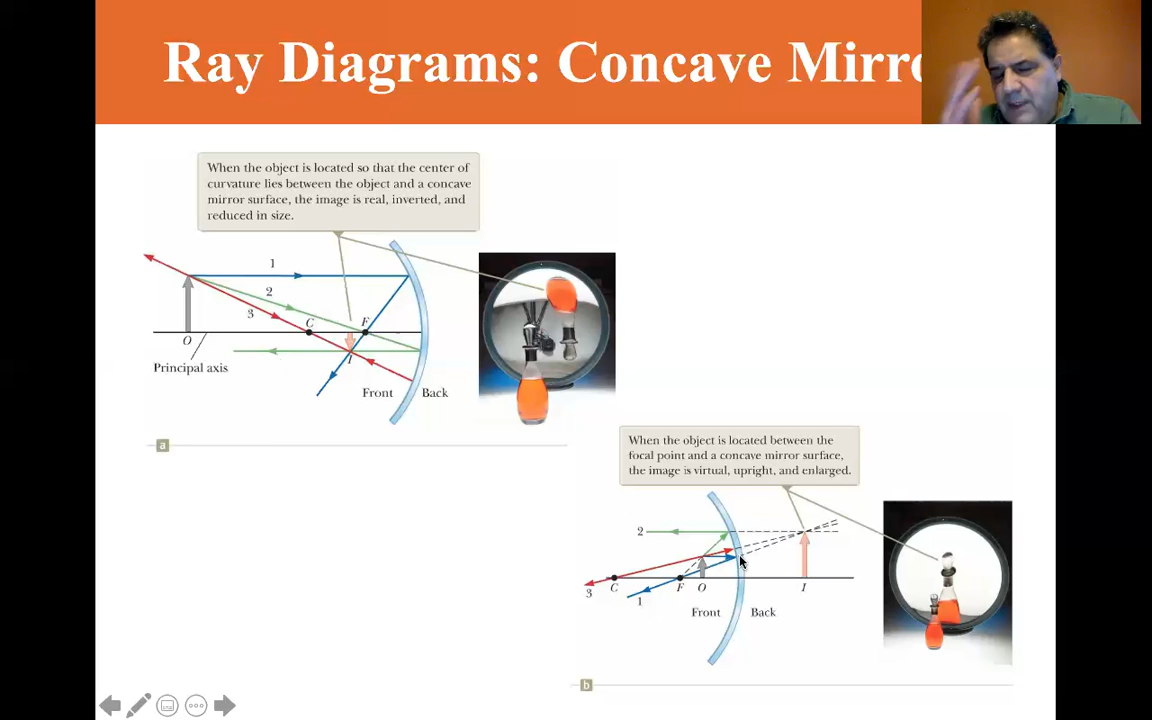 Ray Diagrams: Concave Mirro
When the object is located so that the center of
curvature lies between the object and a concave
mirror surface, the image is real, inverted, and
reduced in size.
1
2
3
C
F
O
I
Principal axis
Front
Back
a
When the object is located between the
focal point and a concave mirror surface,
the image is virtual, upright, and enlarged.
2
C
F
O
I
3
1
Front
Back
b